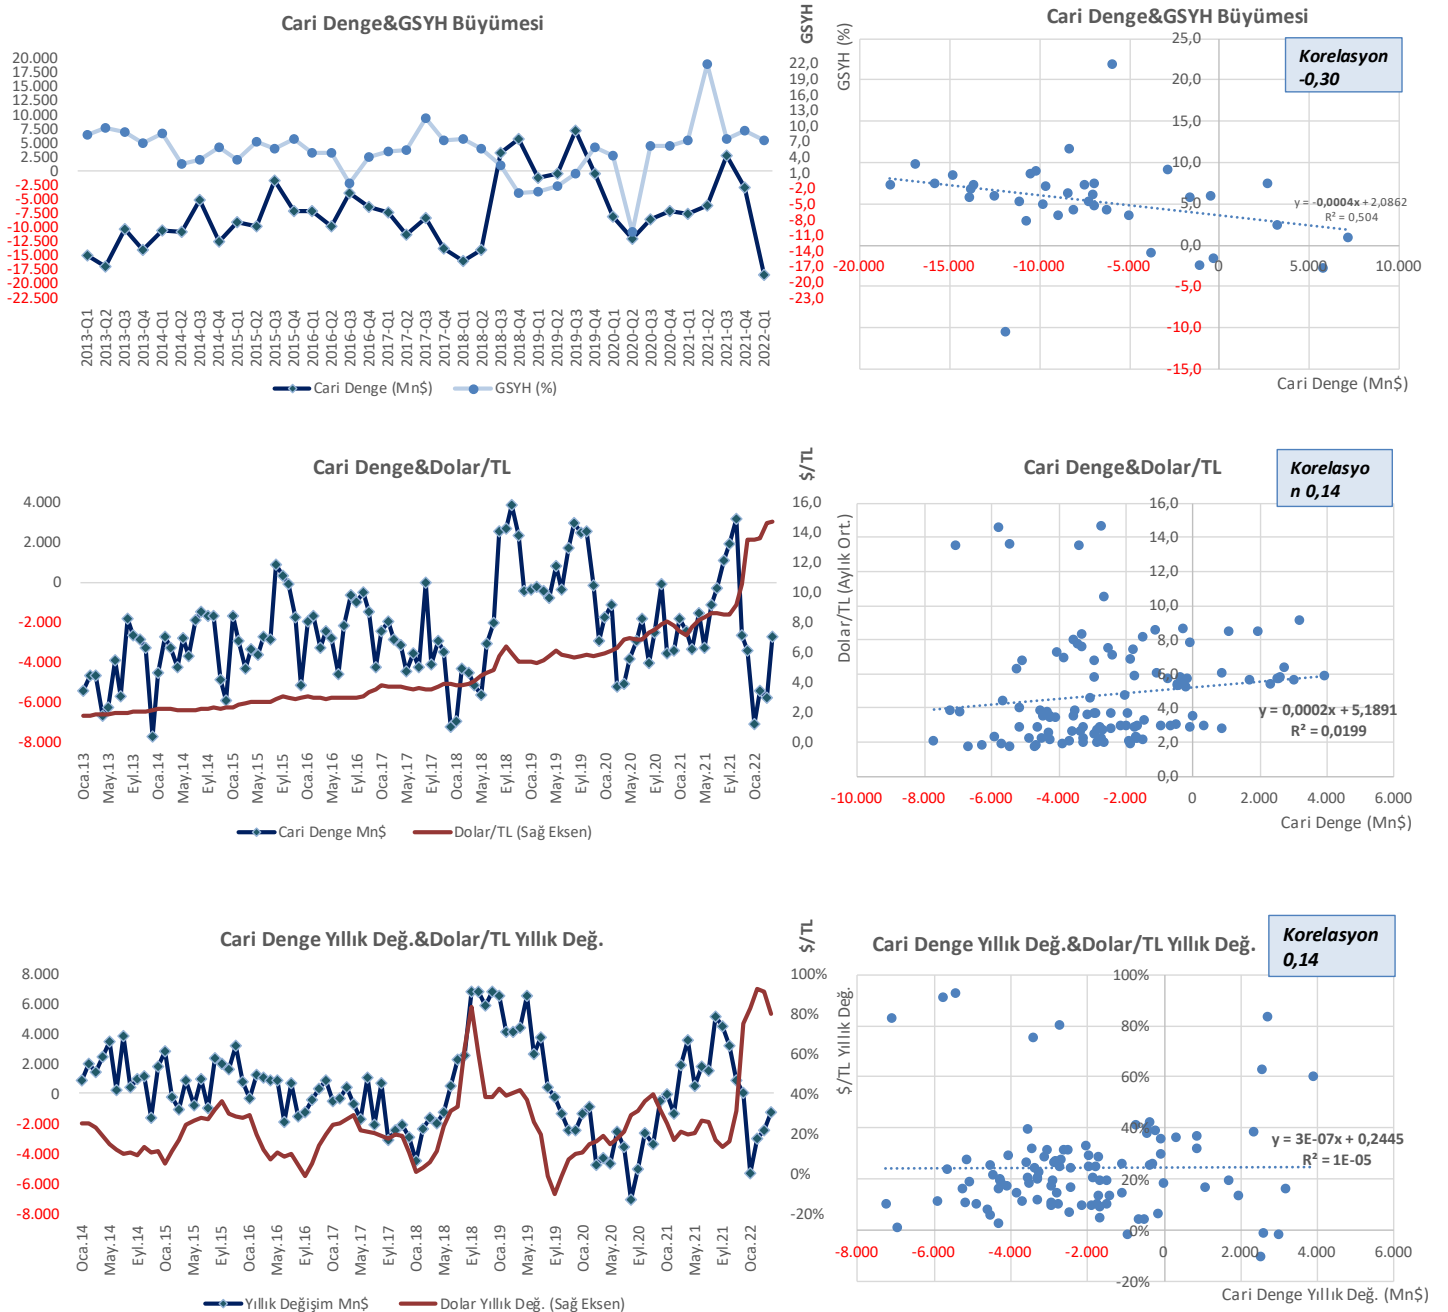 Cari Denge&GSYH Büyümesi
GSYH
20.000
17.500
15.000
12.500
10.000
7.500
5.000
2.500
0
-2.500
-5.000
-7.500
-10.000
-12.500
-15.000
-17.500
-20.000
-22.500
22,0
19,0
16,0
13,0
10,0
7,0
4,0
1,0
-2,0
-5,0
-8,0
-11,0
-14,0
-17,0
-20,0
-23,0
2013-Q1
2013-Q2
2013-Q3
2013-Q4
2014-Q1
2014-Q2
2014-Q3
2014-Q4
2015-Q1
2015-Q2
2015-Q3
2015-Q4
2016-Q1
2016-Q2
2016-Q3
2016-Q4
2017-Q1
2017-Q2
2017-Q3
2017-Q4
2018-Q1
2018-Q2
2018-Q3
2018-Q4
2019-Q1
2019-Q2
2019-Q3
2019-Q4
2020-Q1
2020-Q2
2020-Q3
2020-Q4
2021-Q1
2021-Q2
2021-Q3
2021-Q4
2022-Q1
Cari Denge (Mn$)
GSYH (%)
Cari Denge&GSYH Büyümesi
GSYH (%)
Korelasyon
-0,30
25,0
20,0
15,0
10,0
5,0
0,0
-5,0
-10,0
-15,0
y = -0,0004x + 2,0862
R² = 0,504
-20.000
-15.000
-10.000
-5.000
0
5.000
10.000
Cari Denge (Mn$)
Cari Denge&Dolar/TL
$/TL
4.000
2.000
0
-2.000
-4.000
-6.000
-8.000
16,0
14,0
12,0
10,0
8,0
6,0
4,0
2,0
0,0
Oca.13
May.13
Eyl.13
Oca.14
May.14
Eyl.14
Oca.15
May.15
Eyl.15
Oca.16
May.16
Eyl.16
Oca.17
May.17
Eyl.17
Oca.18
May.18
Eyl.18
Oca.19
May.19
Eyl.19
Oca.20
May.20
Eyl.20
Oca.21
May.21
Eyl.21
Oca.22
Cari Denge Mn$
Dolar/TL (Sağ Eksen)
Cari Denge&Dolar/TL
Korelasyo
n 0,14
Dolar/TL (Aylık Ort.)
16,0
14,0
12,0
10,0
8,0
6,0
4,0
2,0
0,0
y = 0,0002x + 5,1891
R² = 0,0199
-10.000
-8.000
-6.000
-4.000
-2.000
0
2.000
4.000
6.000
Cari Denge (Mn$)
Cari Denge Yıllık Değ.&Dolar/TL Yıllık Değ.
$/TL
8.000
6.000
4.000
2.000
0
-2.000
-4.000
-6.000
-8.000
100%
80%
60%
40%
20%
0%
-20%
Oca.14
May.14
Eyl.14
Oca.15
May.15
Eyl.15
Oca.16
May.16
Eyl.16
Oca.17
May.17
Eyl.17
Oca.18
May.18
Eyl.18
Oca.19
May.19
Eyl.19
Oca.20
May.20
Eyl.20
Oca.21
May.21
Eyl.21
Oca.22
Yıllık Değişim Mn$
Dolar Yıllık Değ. (Sağ Eksen)
Cari Denge Yıllık Değ.&Dolar/TL Yıllık Değ.
Korelasyon
0,14
$/TL Yıllık Değ.
100%
80%
60%
40%
20%
0%
-20%
y = 3E-07x + 0,2445
R² = 1E-05
-8.000
-6.000
-4.000
-2.000
0
2.000
4.000
6.000
Cari Denge Yıllık Değ. (Mn$)